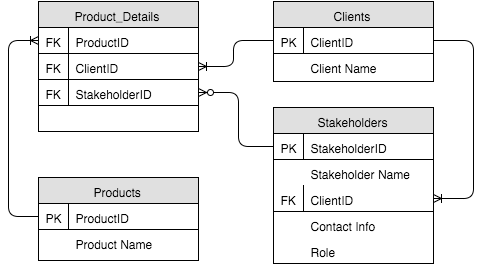 Product_Details
FK ProductID
FK ClientID
FK StakeholderID
Clients
PK ClientID
Client Name
Stakeholders
PK StakeholderID
Stakeholder Name
FK ClientID
Contact Info
Role
Products
PK ProductID
Product Name